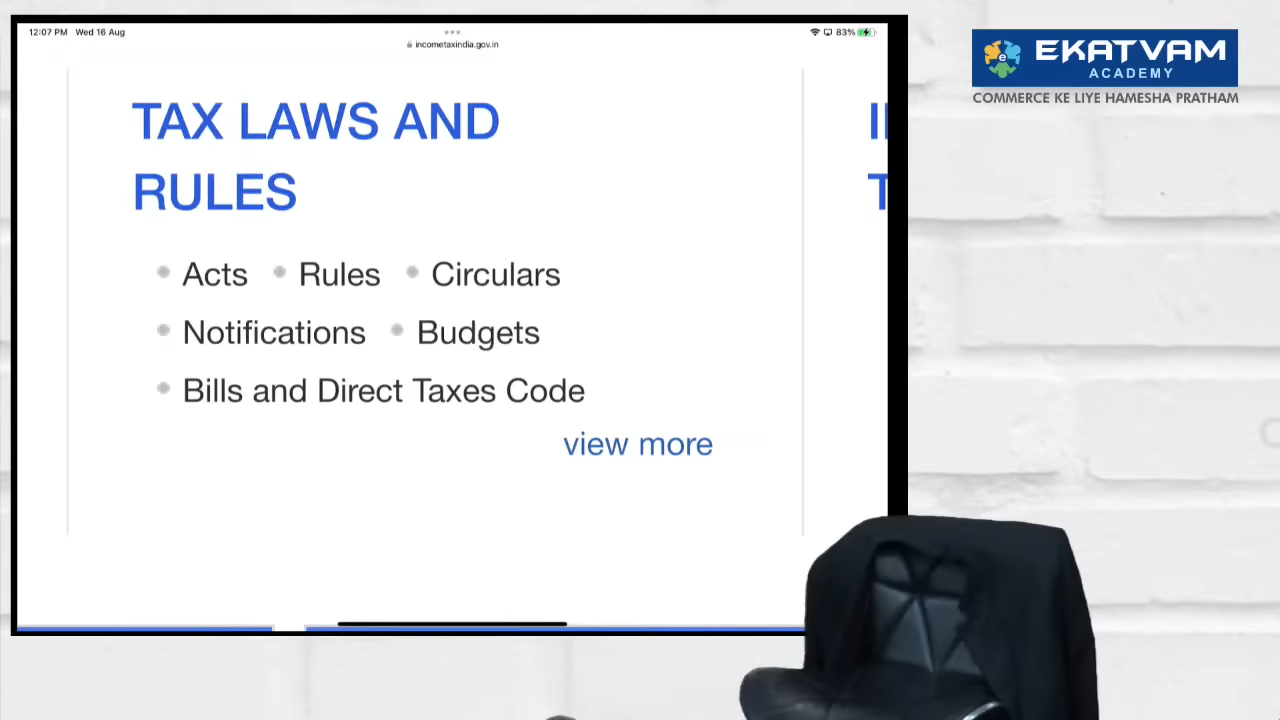 12:07 PM Wed 16 Aug
83%
incometaxindia.gov.in
TAX LAWS AND
RULES
Acts
Rules
Circulars
Notifications
Budgets
Bills and Direct Taxes Code
view more
EKATVAM
ACADEMY
COMMERCE KE LIYE HAMESHA PRATHAM